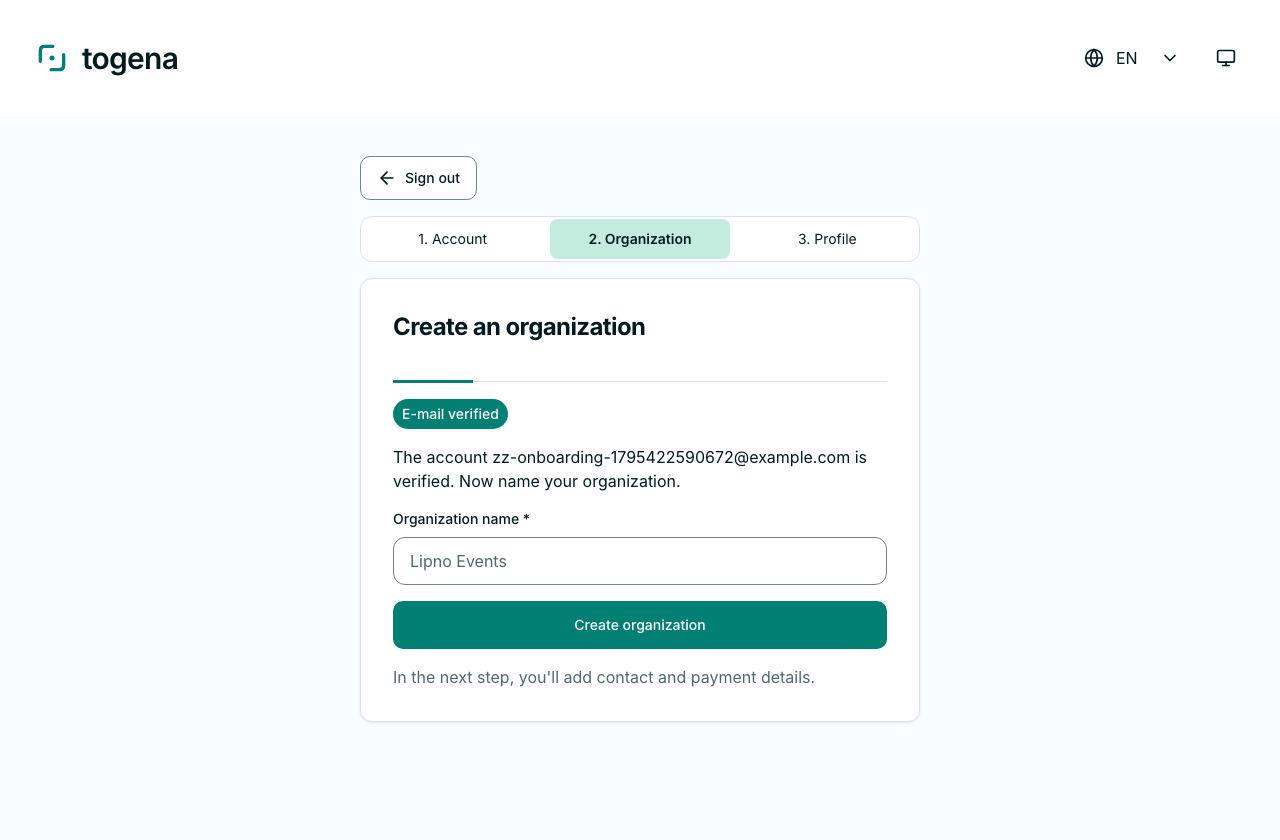 togena
EN
Sign out
1. Account
2. Organization
3. Profile
Create an organization
E-mail verified
The account zz-onboarding-1795422590672@example.com is
verified. Now name your organization.
Organization name *
Lipno Events
Create organization
In the next step, you'll add contact and payment details.